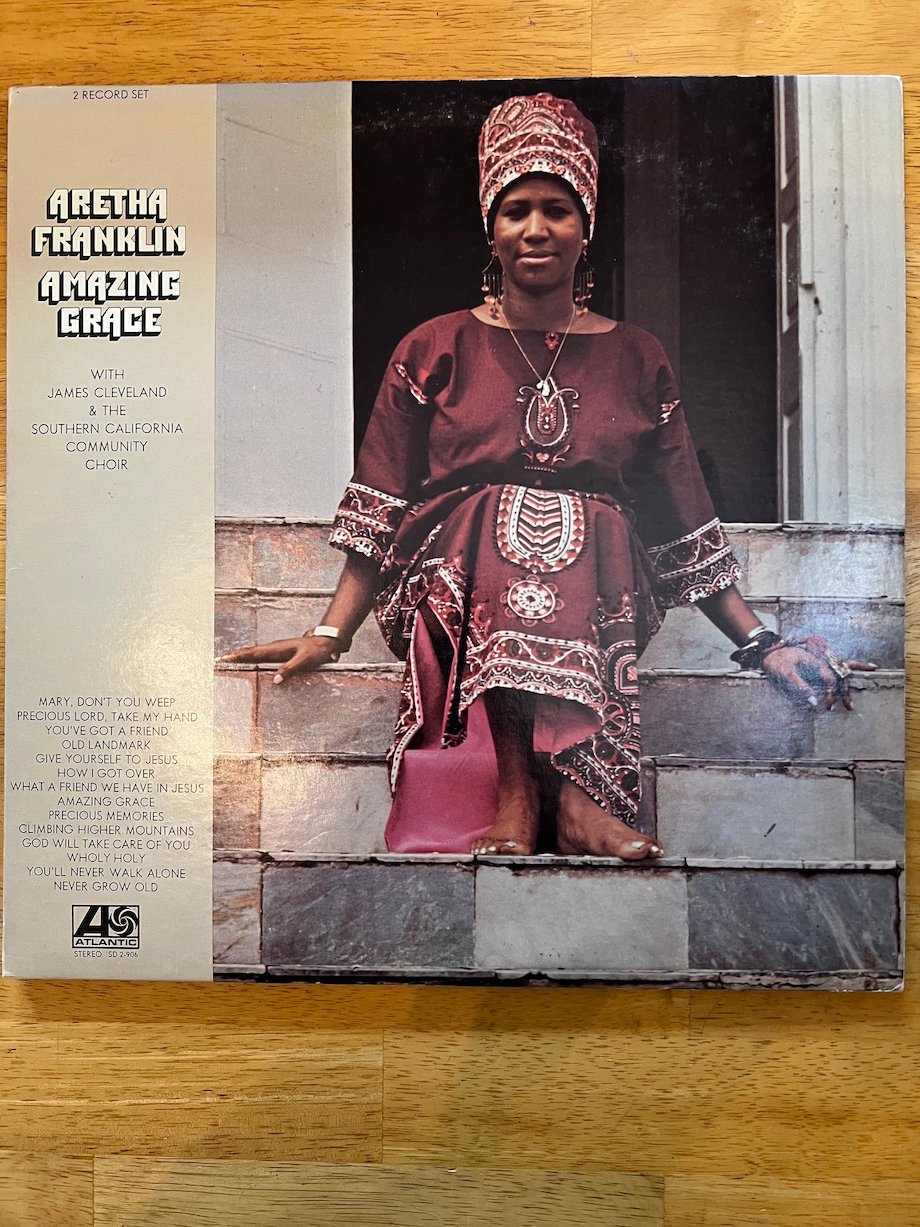 2 RECORD SET
ARETHA
FRANKLIN
AMAZING
GRACE
WITH
JAMES CLEVELAND
& THE
SOUTHERN CALIFORNIA
COMMUNITY
CHOIR
MARY, DON'T YOU WEEP
PRECIOUS LORD, TAKE MY HAND
YOU'VE GOT A FRIEND
OLD LANDMARK
GIVE YOURSELF TO JESUS
HOW I GOT OVER
WHAT A FRIEND WE HAVE IN JESUS
AMAZING GRACE
PRECIOUS MEMORIES
CLIMBING HIGHER MOUNTAINS
GOD WILL TAKE CARE OF YOU
WHOLY HOLY
YOU'LL NEVER WALK ALONE
NEVER GROW OLD
A
ATLANTIC
STEREO SD 2-906